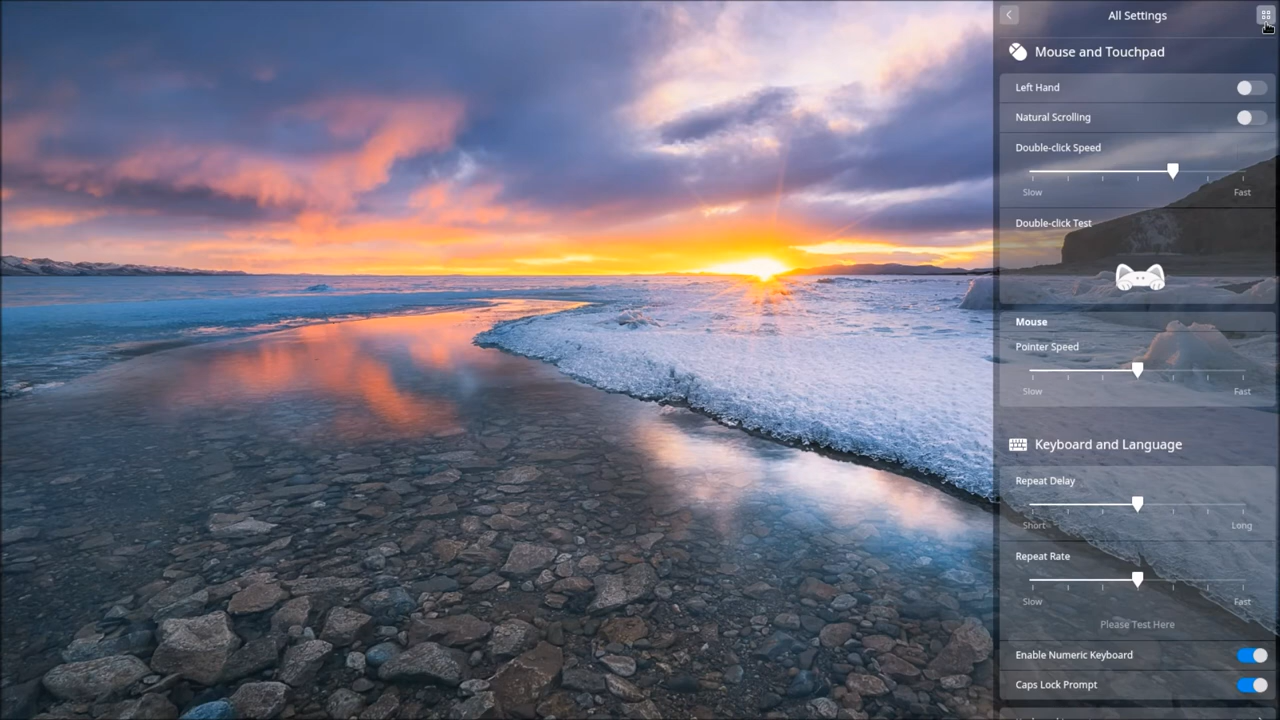 All Settings
Mouse and Touchpad
Left Hand
Natural Scrolling
Double-click Speed
Slow Fast
Double-click Test
Mouse
Pointer Speed
Slow Fast
Keyboard and Language
Repeat Delay
Short Long
Repeat Rate
Slow Fast
Please Test Here
Enable Numeric Keyboard
Caps Lock Prompt